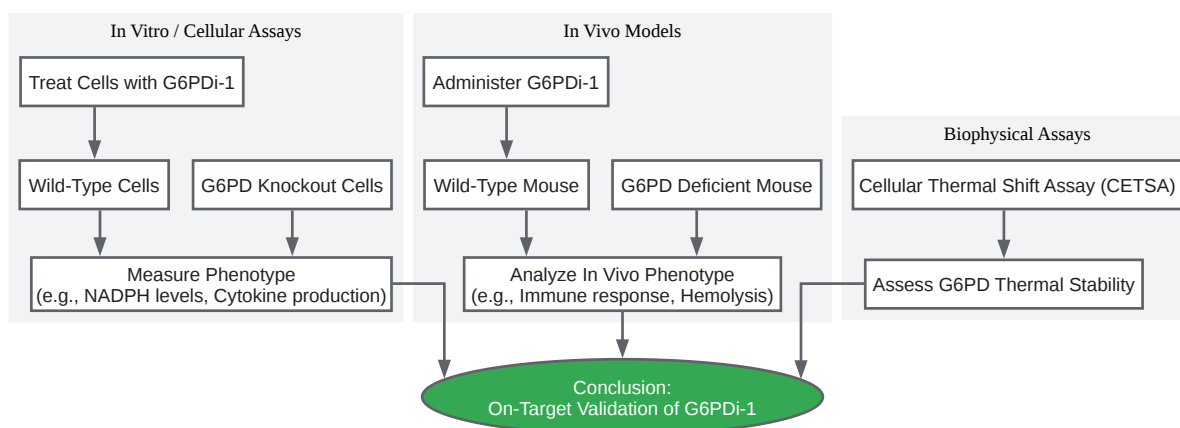 In Vitro / Cellular Assays
Treat Cells with G6PDi-1
Wild-Type Cells
G6PD Knockout Cells
Measure Phenotype
(e.g., NADPH levels, Cytokine production)
In Vivo Models
Administer G6PDi-1
Wild-Type Mouse
G6PD Deficient Mouse
Analyze In Vivo Phenotype
(e.g., Immune response, Hemolysis)
Biophysical Assays
Cellular Thermal Shift Assay (CETSA)
Assess G6PD Thermal Stability
Conclusion:
On-Target Validation of G6PDi-1